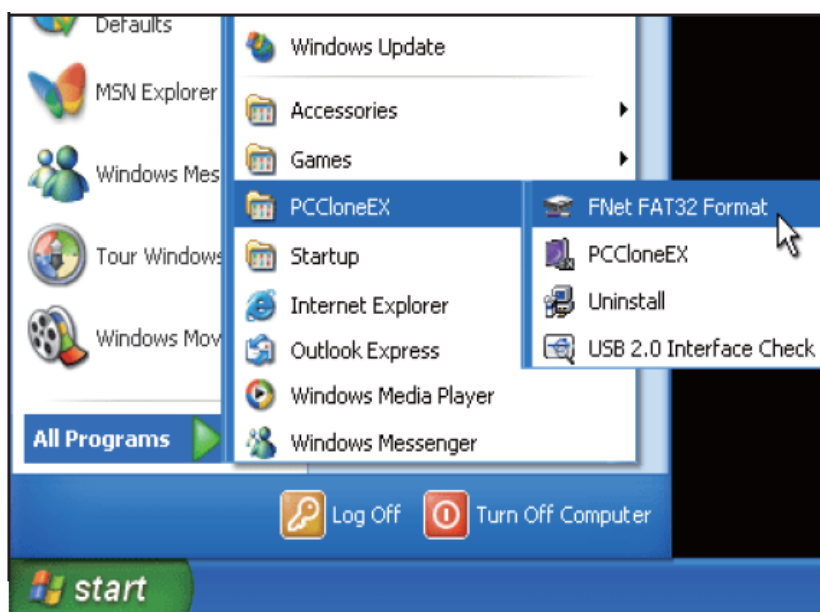 Defaults
MSN Explorer
Windows Mes
Tour Windows
Windows Mov
All Programs
Windows Update
Accessories
Games
PCCloneEX
Startup
Internet Explorer
Outlook Express
Windows Media Player
Windows Messenger
FNet FAT32 Format
PCCloneEX
Uninstall
USB 2.0 Interface Check
Log Off
Turn Off Computer
start